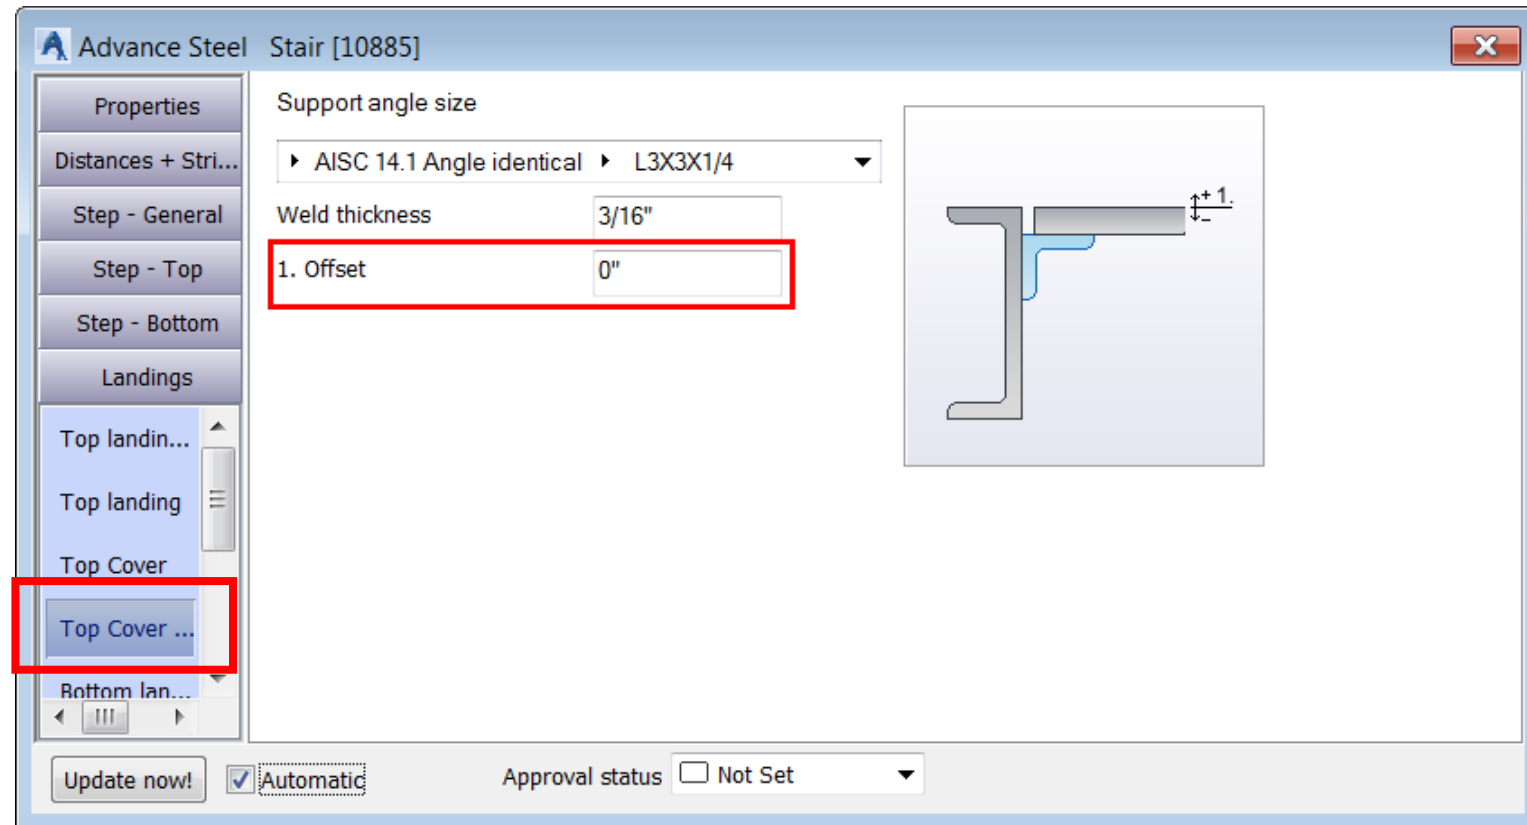 Advance Steel Stair [10885]
Properties
Distances + Stri...
Step - General
Step - Top
Step - Bottom
Landings
Top landin...
Top landing
Top Cover
Top Cover ...
Bottom lan...
Support angle size
AISC 14.1 Angle identical L3X3X1/4
Weld thickness 3/16"
1. Offset 0"
+ 1.
-
Update now! Automatic Approval status Not Set